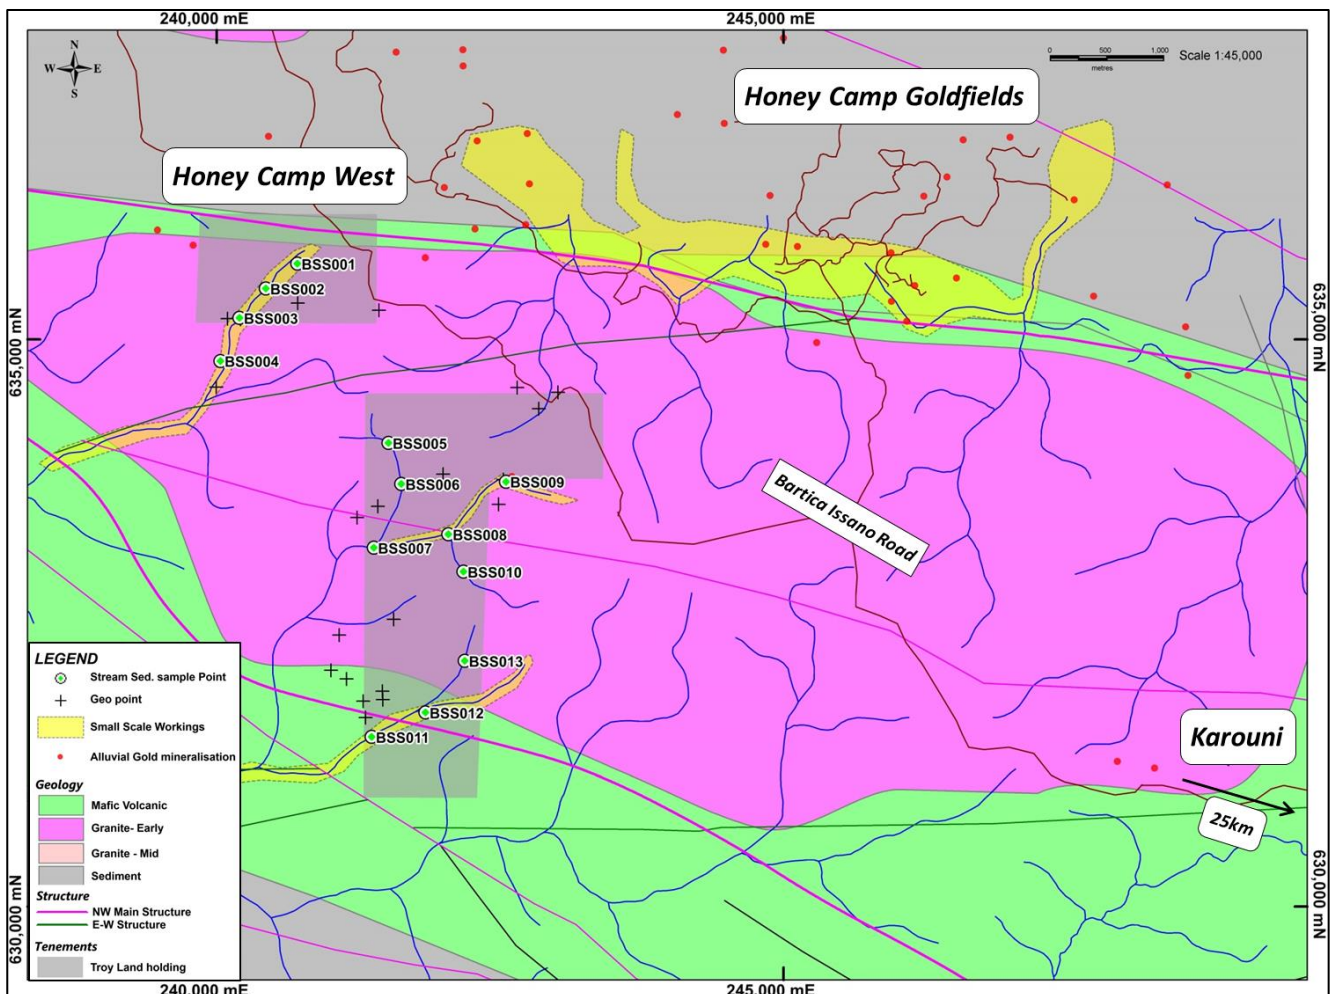 240,000 mE
245,000 mE
N
W E
S
0 500 1,000
metres
Scale 1:45,000
Honey Camp Goldfields
Honey Camp West
635,000 mN
635,000 mN
BSS001
BSS002
BSS003
BSS004
BSS005
BSS006
BSS009
BSS008
BSS007
BSS010
Bartica Issano Road
BSS013
BSS012
BSS011
Karouni
25km
LEGEND
Stream Sed. sample Point
Geo point
Small Scale Workings
Alluvial Gold mineralisation
Geology
Mafic Volcanic
Granite- Early
Granite - Mid
Sediment
Structure
NW Main Structure
E-W Structure
Tenements
Troy Land holding
630,000 mN
630,000 mN
240,000 mE
245,000 mE